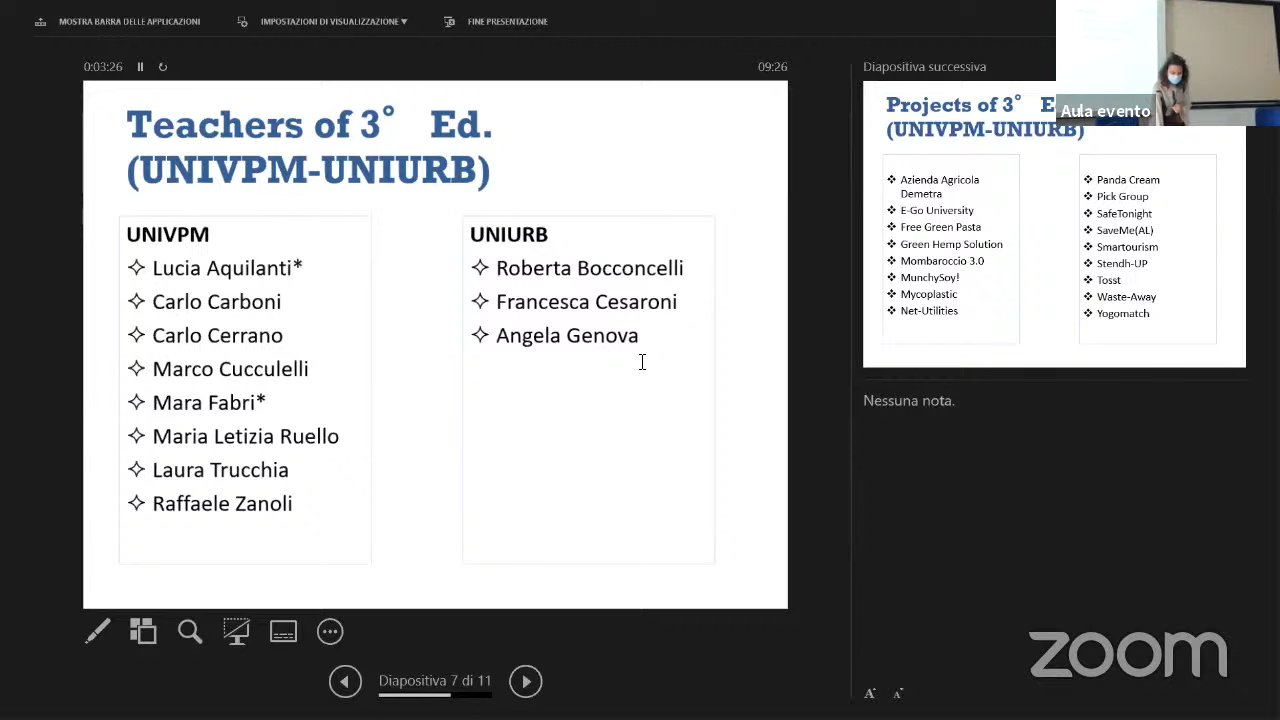 MOSTRA BARRA DELLE APPLICAZIONI
IMPOSTAZIONI DI VISUALIZZAZIONE ▼
FINE PRESENTAZIONE
0:03:26
09:26
Teachers of 3° Ed.
(UNIVPM-UNIURB)
UNIVPM
Lucia Aquilanti*
Carlo Carboni
Carlo Cerrano
Marco Cucculelli
Mara Fabri*
Maria Letizia Ruello
Laura Trucchia
Raffaele Zanoli
UNIURB
Roberta Bocconcelli
Francesca Cesaroni
Angela Genova
Diapositiva 7 di 11
Diapositiva successiva
Aula evento
Projects of 3° E
(UNIVPM-UNIURB)
Azienda Agricola
Demetra
E-Go University
Free Green Pasta
Green Hemp Solution
Mombaroccio 3.0
MunchySoy!
Mycoplastic
Net-Utilities
Panda Cream
Pick Group
SafeTonight
SaveMe(AL)
Smartourism
Stendh-UP
Tosst
Waste-Away
Yogomatch
Nessuna nota.
zoom
A A